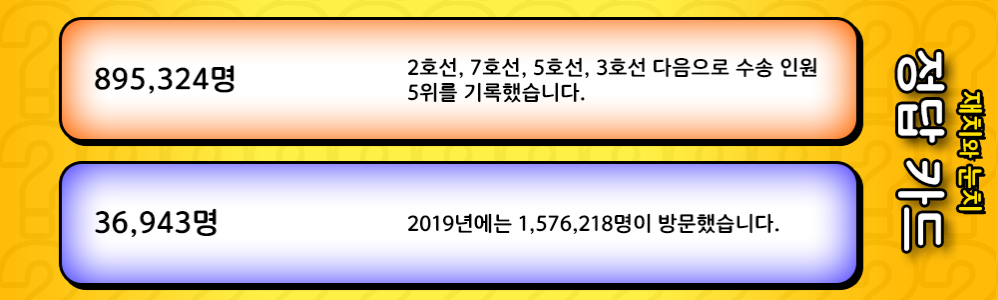 895,324명
2호선, 7호선, 5호선, 3호선 다음으로 수송 인원
5위를 기록했습니다.
36,943명
2019년에는 1,576,218명이 방문했습니다.
재치와 눈치
정답 카드